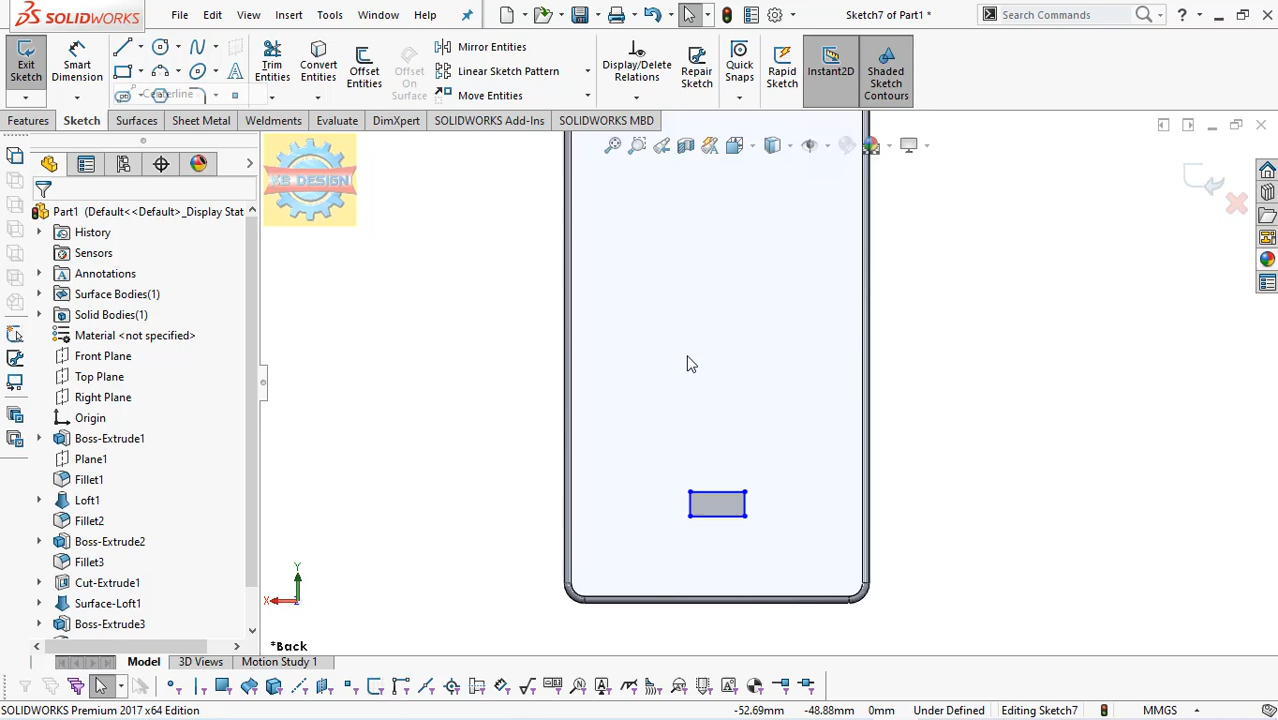 SOLIDWORKS
File
Edit
View
Insert
Tools
Window
Help
Sketch7 of Part1 *
Search Commands
?
Exit Sketch
Smart Dimension
Centerline
Trim Entities
Convert Entities
Offset Entities
Offset On Surface
Mirror Entities
Linear Sketch Pattern
Move Entities
Display/Delete Relations
Repair Sketch
Quick Snaps
Rapid Sketch
Instant2D
Shaded Sketch Contours
Features
Sketch
Surfaces
Sheet Metal
Weldments
Evaluate
DimXpert
SOLIDWORKS Add-Ins
SOLIDWORKS MBD
KB DESIGN
Part1 (Default<<Default>_Display Stat
History
Sensors
Annotations
Surface Bodies(1)
Solid Bodies(1)
Material <not specified>
Front Plane
Top Plane
Right Plane
Origin
Boss-Extrude1
Plane1
Fillet1
Loft1
Fillet2
Boss-Extrude2
Fillet3
Cut-Extrude1
Surface-Loft1
Boss-Extrude3
Y
X
*Back
Model
3D Views
Motion Study 1
SOLIDWORKS Premium 2017 x64 Edition
-52.69mm
-48.88mm
0mm
Under Defined
Editing Sketch7
MMGS